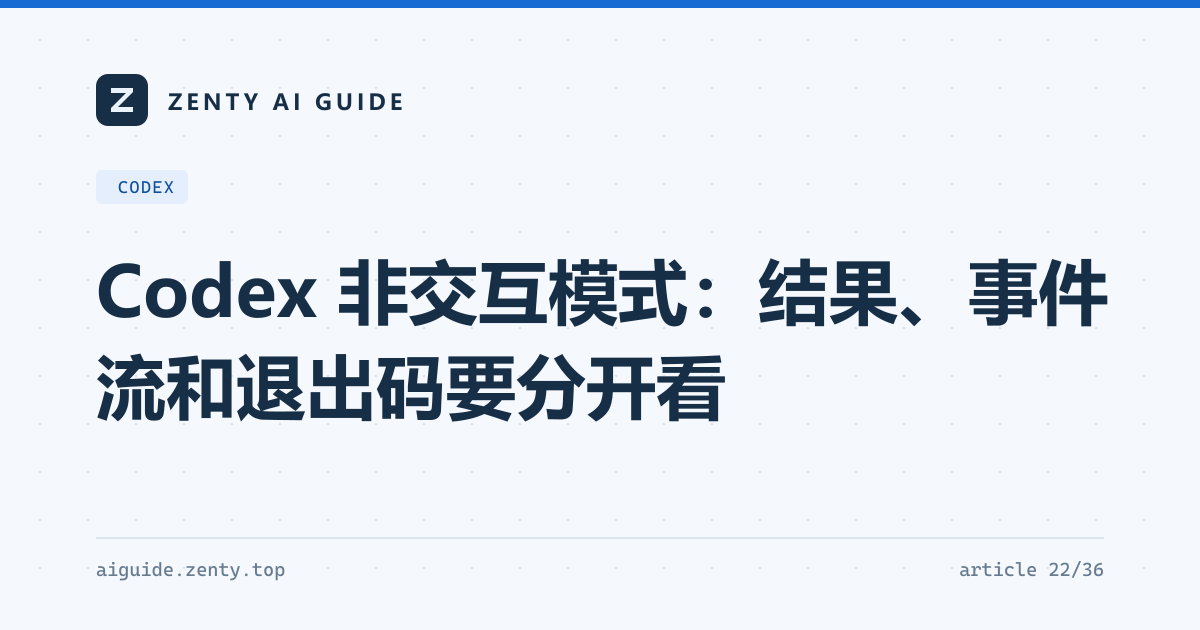 Z
ZENTY AI GUIDE
CODEX
Codex 非交互模式：结果、事件
流和退出码要分开看
aiguide.zenty.top
article 22/36